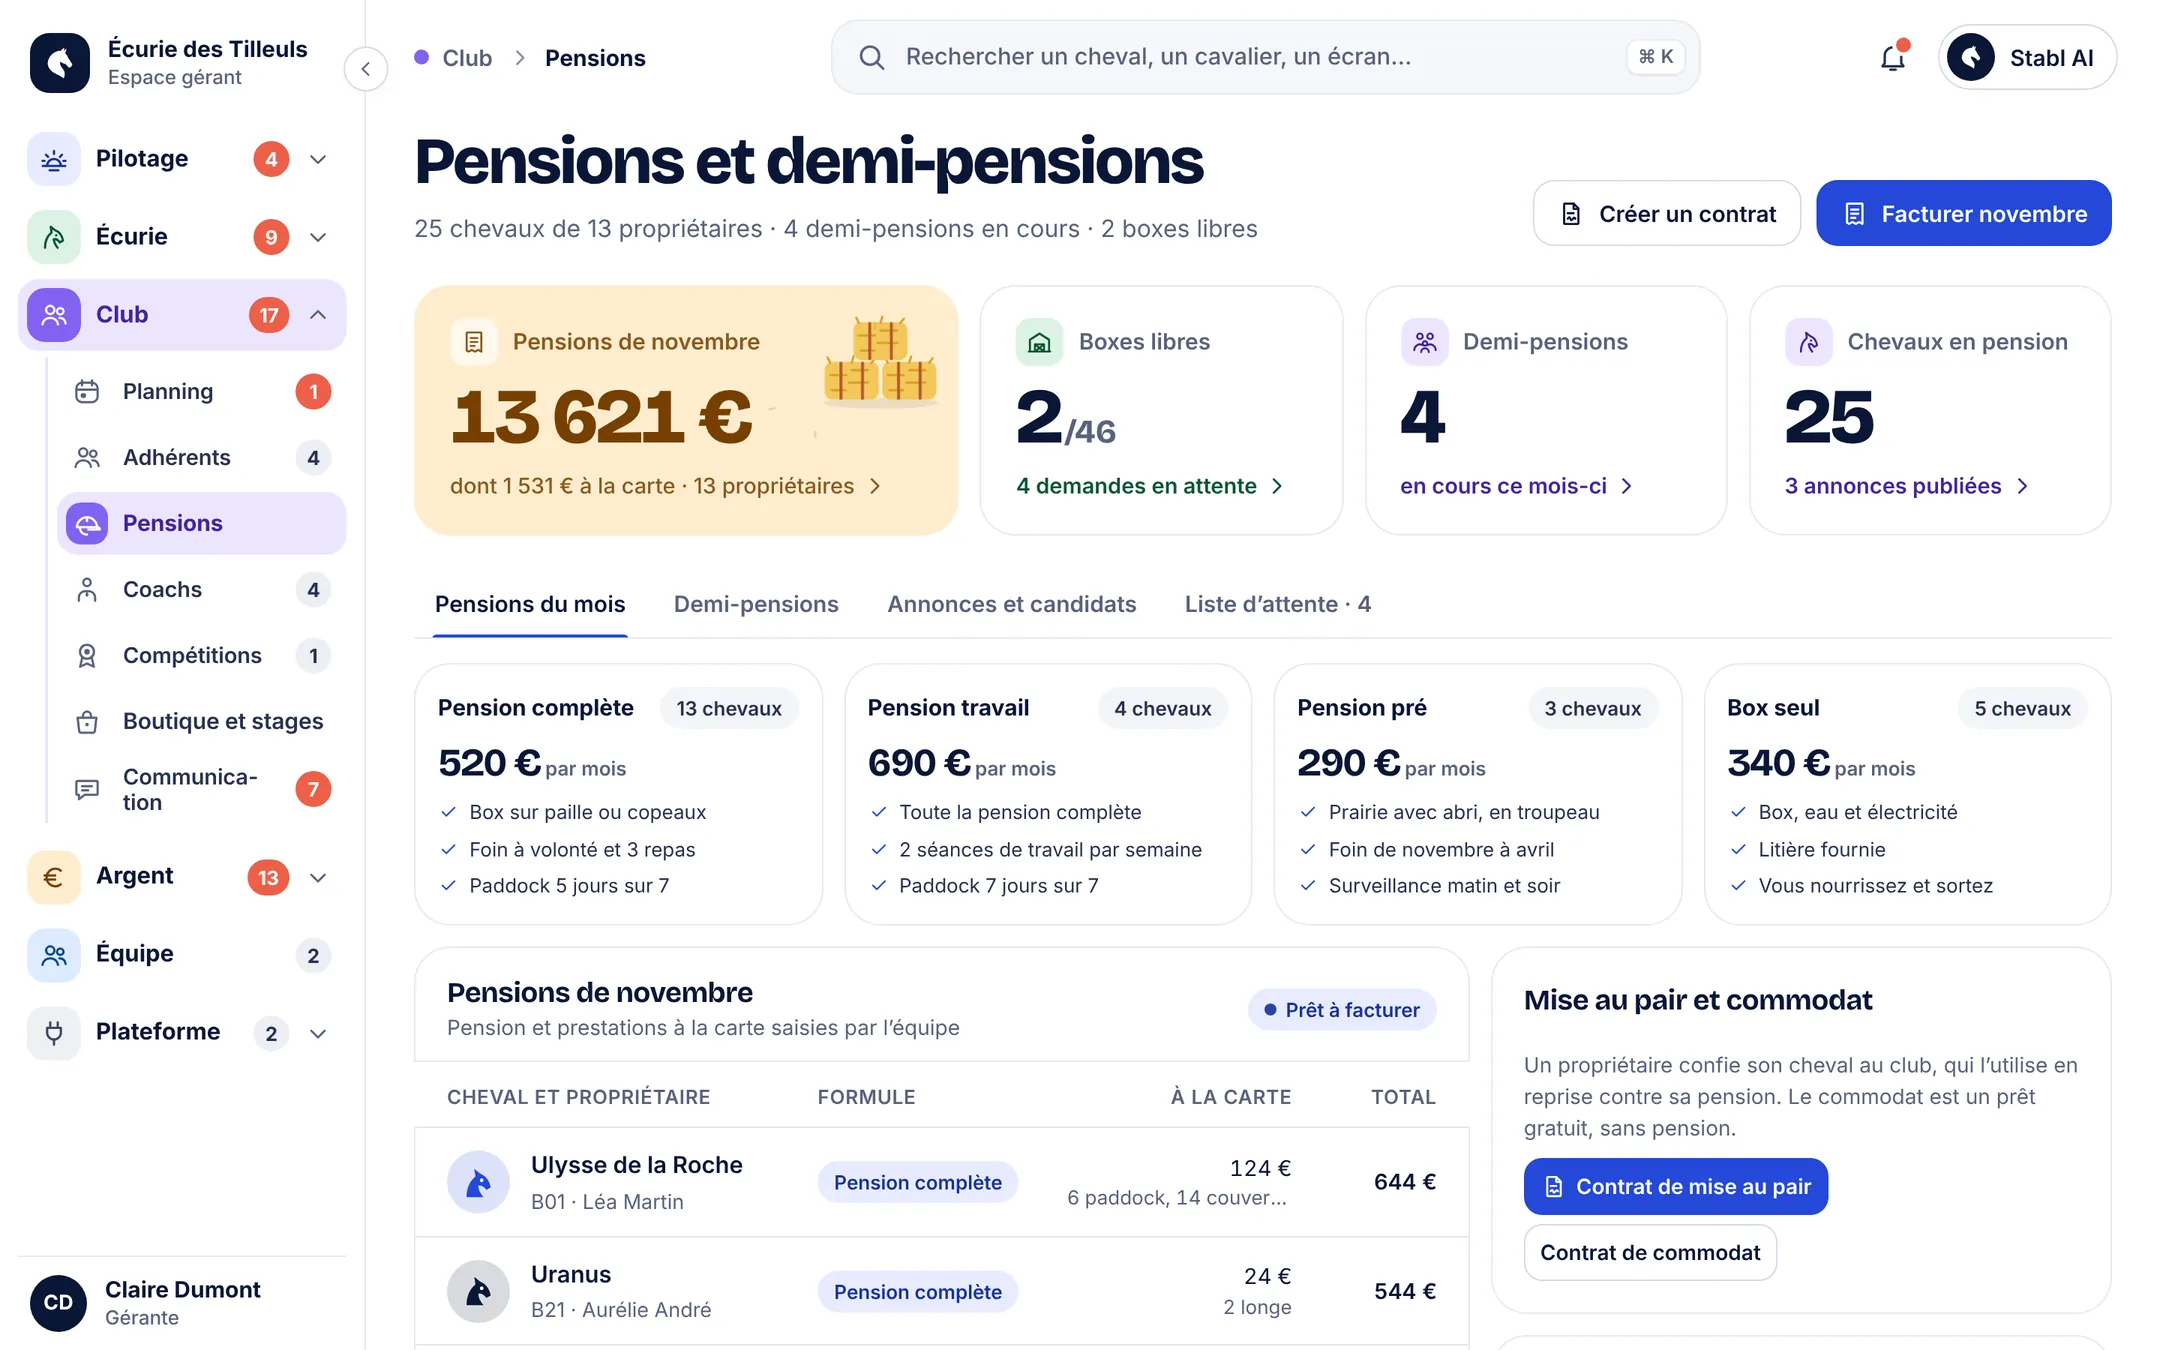 Écurie des Tilleuls
Espace gérant
Pilotage
4
Écurie
9
Club
17
Planning
1
Adhérents
4
Pensions
Coachs
4
Compétitions
1
Boutique et stages
Communica-
tion
7
Argent
13
Équipe
2
Plateforme
2
CD
Claire Dumont
Gérante
Club
Pensions
Rechercher un cheval, un cavalier, un écran...
⌘ K
Stabl AI
Pensions et demi-pensions
25 chevaux de 13 propriétaires · 4 demi-pensions en cours · 2 boxes libres
Créer un contrat
Facturer novembre
Pensions de novembre
13 621 €
dont 1 531 € à la carte · 13 propriétaires
Boxes libres
2/46
4 demandes en attente
Demi-pensions
4
en cours ce mois-ci
Chevaux en pension
25
3 annonces publiées
Pensions du mois
Demi-pensions
Annonces et candidats
Liste d’attente · 4
Pension complète
13 chevaux
520 € par mois
Box sur paille ou copeaux
Foin à volonté et 3 repas
Paddock 5 jours sur 7
Pension travail
4 chevaux
690 € par mois
Toute la pension complète
2 séances de travail par semaine
Paddock 7 jours sur 7
Pension pré
3 chevaux
290 € par mois
Prairie avec abri, en troupeau
Foin de novembre à avril
Surveillance matin et soir
Box seul
5 chevaux
340 € par mois
Box, eau et électricité
Litière fournie
Vous nourrissez et sortez
Pensions de novembre
Pension et prestations à la carte saisies par l’équipe
Prêt à facturer
CHEVAL ET PROPRIÉTAIRE
FORMULE
À LA CARTE
TOTAL
Ulysse de la Roche
B01 · Léa Martin
Pension complète
124 €
6 paddock, 14 couver...
644 €
Uranus
B21 · Aurélie André
Pension complète
24 €
2 longe
544 €
Mise au pair et commodat
Un propriétaire confie son cheval au club, qui l’utilise en
reprise contre sa pension. Le commodat est un prêt
gratuit, sans pension.
Contrat de mise au pair
Contrat de commodat